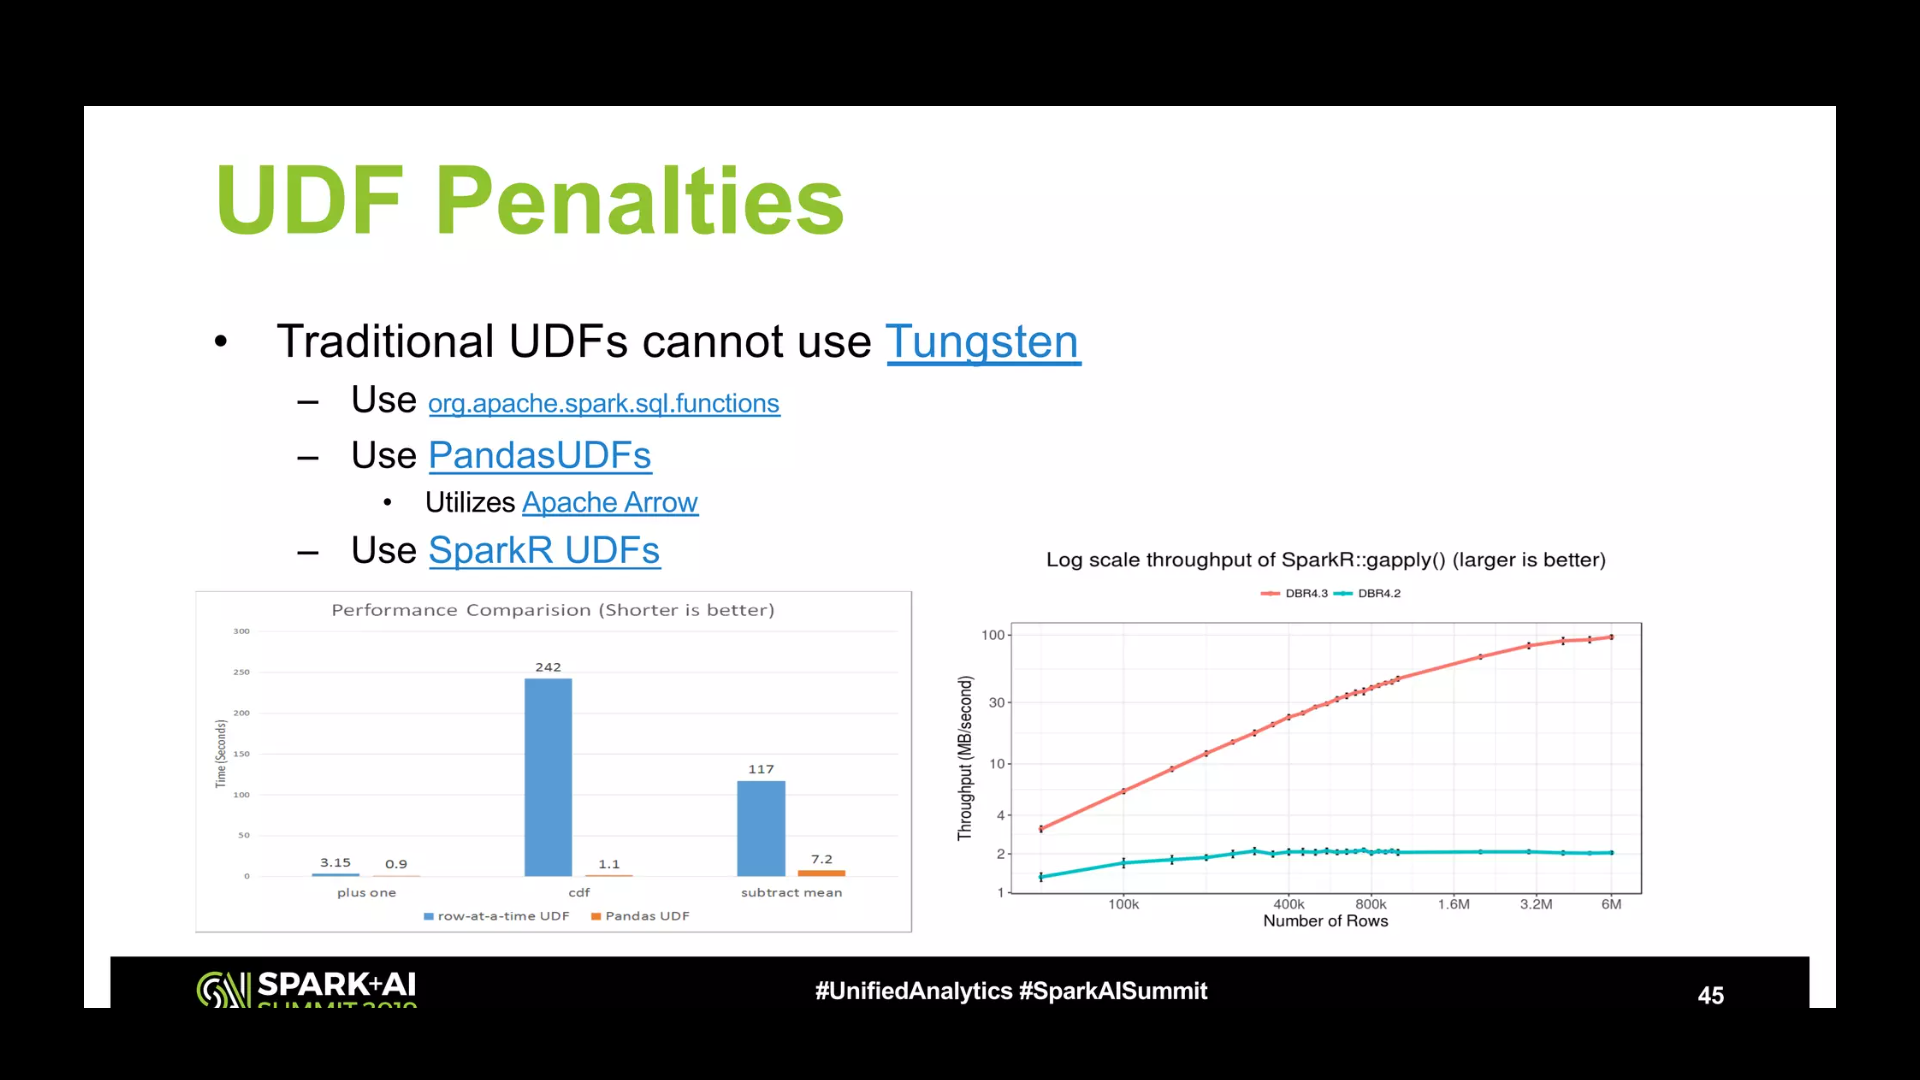 UDF Penalties
• Traditional UDFs cannot use Tungsten
– Use org.apache.spark.sql.functions
– Use PandasUDFs
• Utilizes Apache Arrow
– Use SparkR UDFs
Performance Comparision (Shorter is better)
Time (Seconds)
300
250
200
150
100
50
0
242
117
3.15
0.9
1.1
7.2
plus one
cdf
subtract mean
row-at-a-time UDF
Pandas UDF
Log scale throughput of SparkR::gapply() (larger is better)
DBR4.3
DBR4.2
Throughput (MB/second)
100
30
10
4
2
1
100k
400k
800k
1.6M
3.2M
6M
Number of Rows
SPARK+AI
SUMMIT 2019
#UnifiedAnalytics #SparkAISummit
45